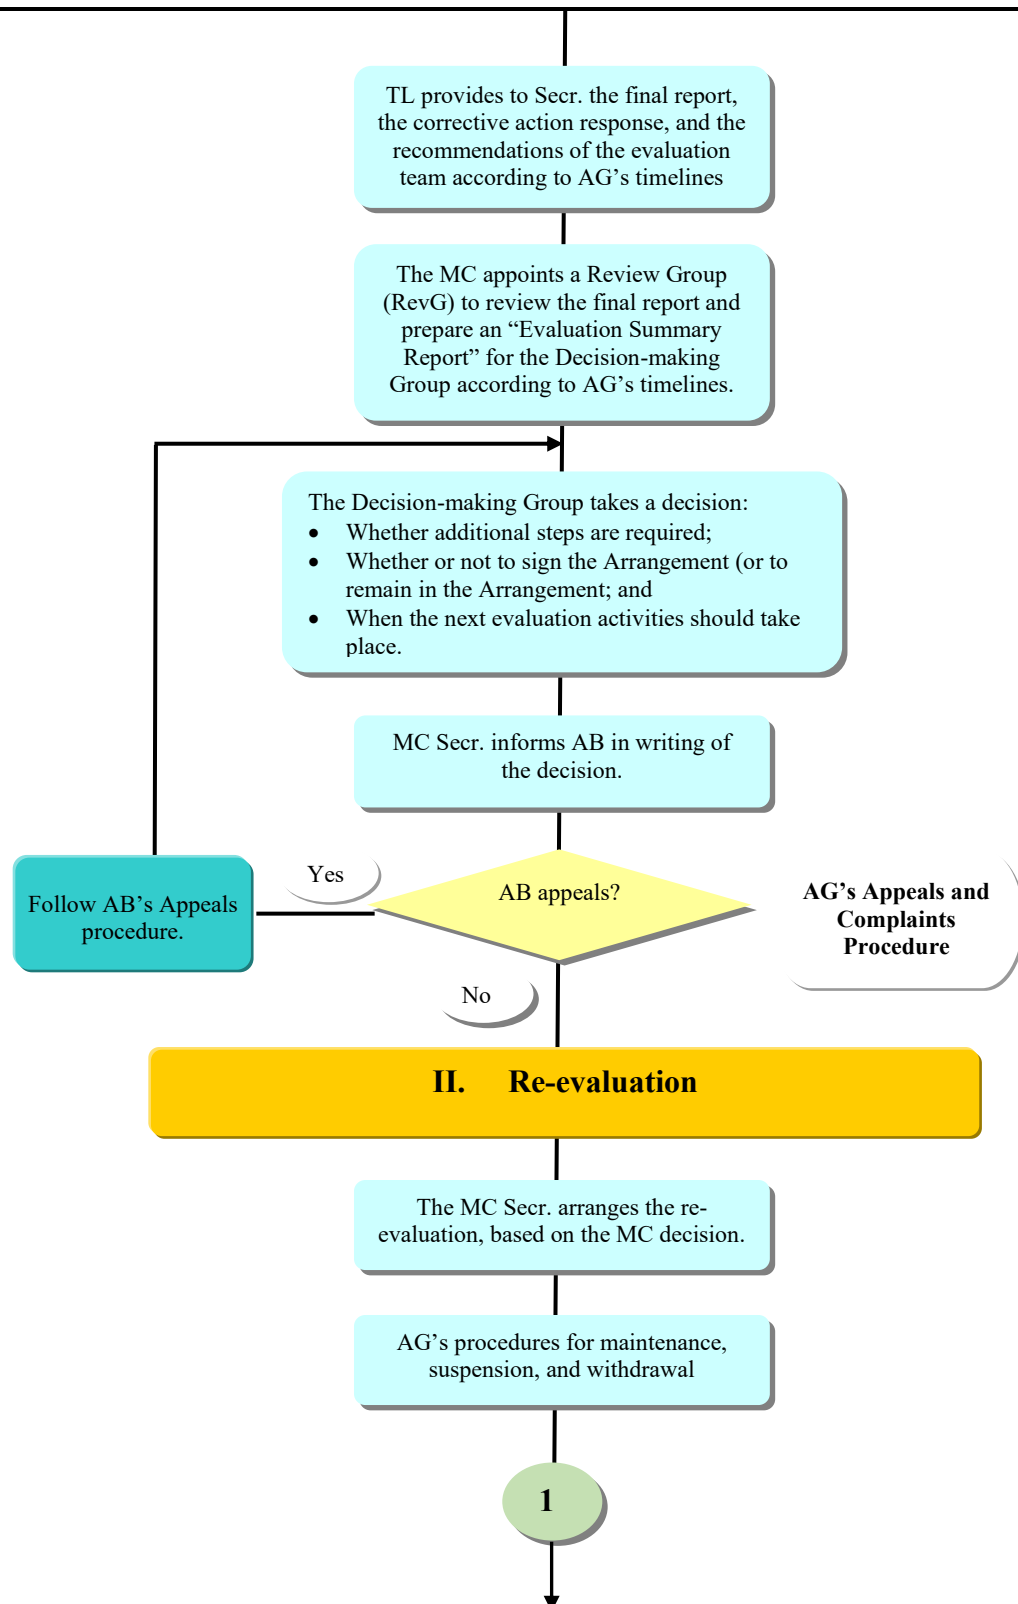 TL provides to Secr. the final report,
the corrective action response, and the
recommendations of the evaluation
team according to AG’s timelines
The MC appoints a Review Group
(RevG) to review the final report and
prepare an “Evaluation Summary
Report” for the Decision-making
Group according to AG’s timelines.
The Decision-making Group takes a decision:
• Whether additional steps are required;
• Whether or not to sign the Arrangement (or to
remain in the Arrangement; and
• When the next evaluation activities should take
place.
MC Secr. informs AB in writing of
the decision.
AB appeals?
Yes
Follow AB’s Appeals
procedure.
AG’s Appeals and
Complaints
Procedure
No
II. Re-evaluation
The MC Secr. arranges the re-
evaluation, based on the MC decision.
AG’s procedures for maintenance,
suspension, and withdrawal
1